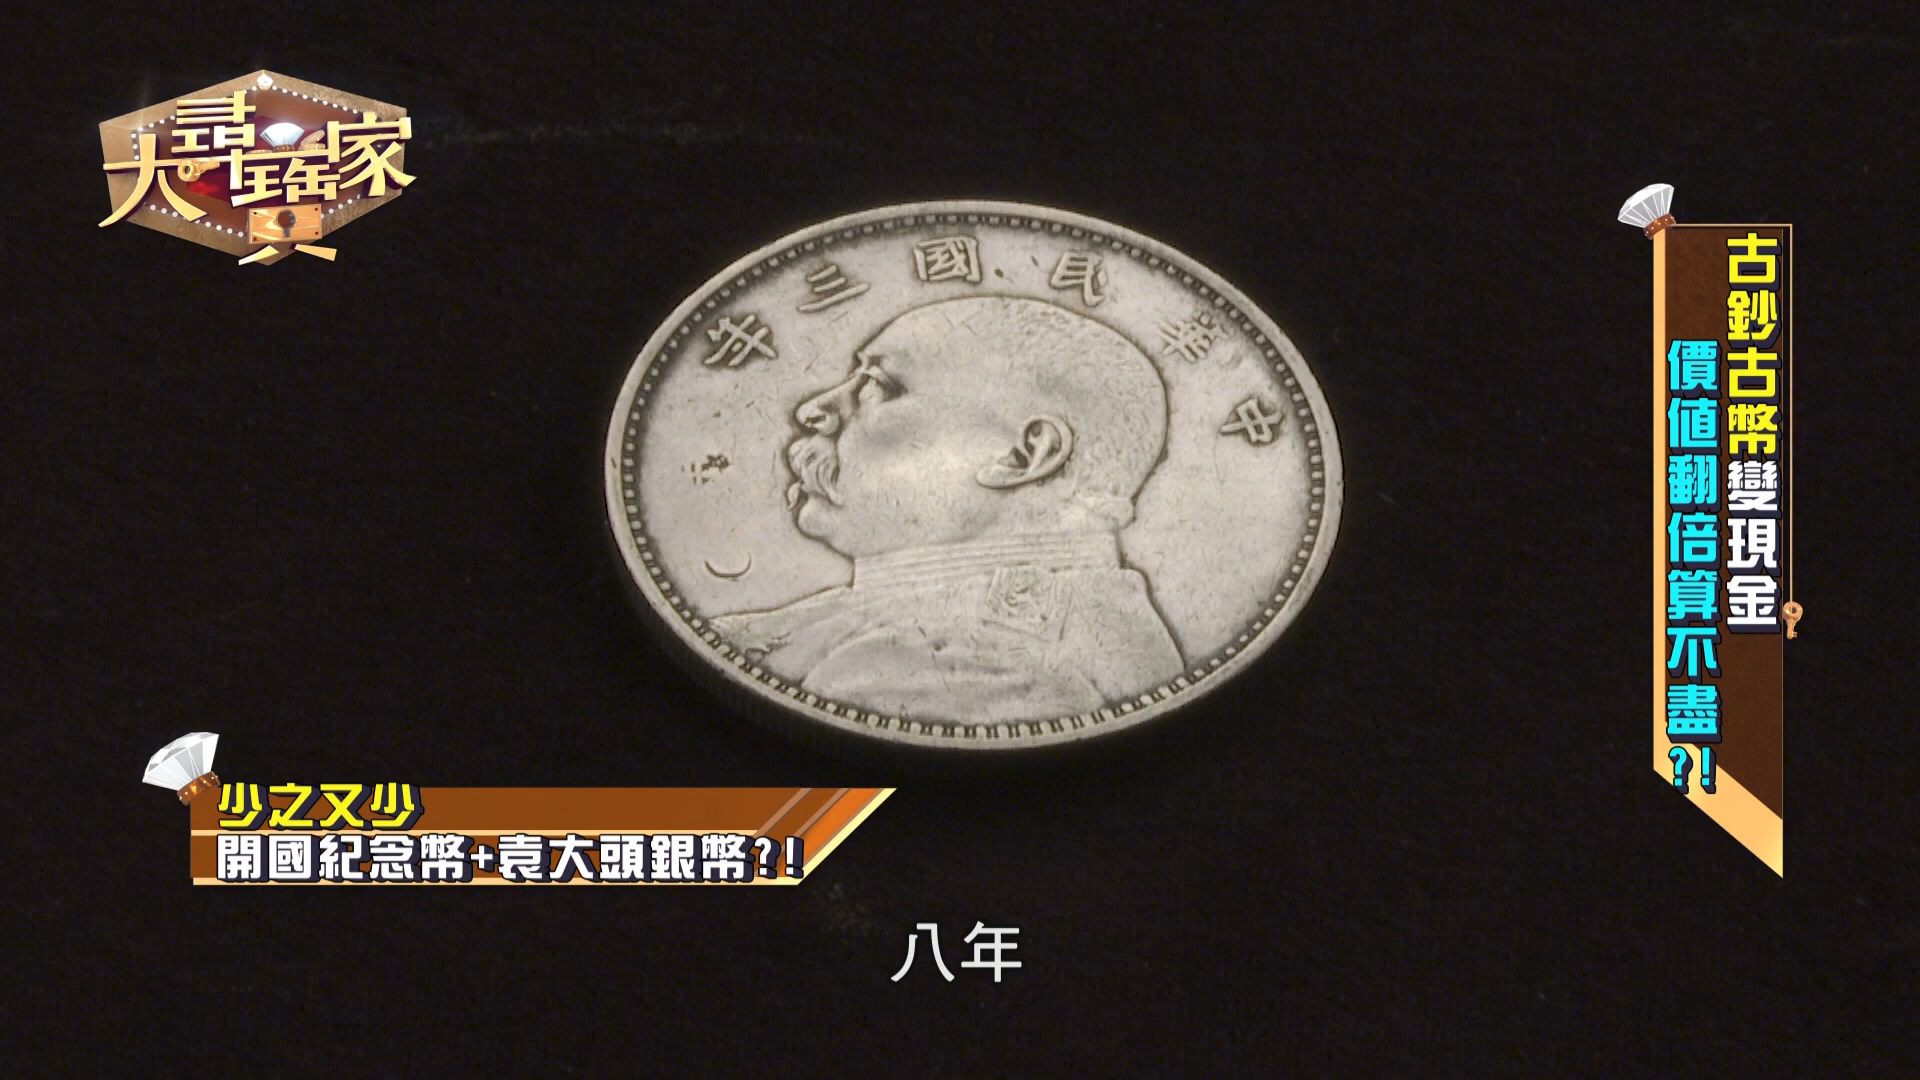 大尋寶家
中華民國三年
古鈔古幣變現金
價値翻倍算不盡?!
少之又少
開國紀念幣+袁大頭銀幣?!
八年